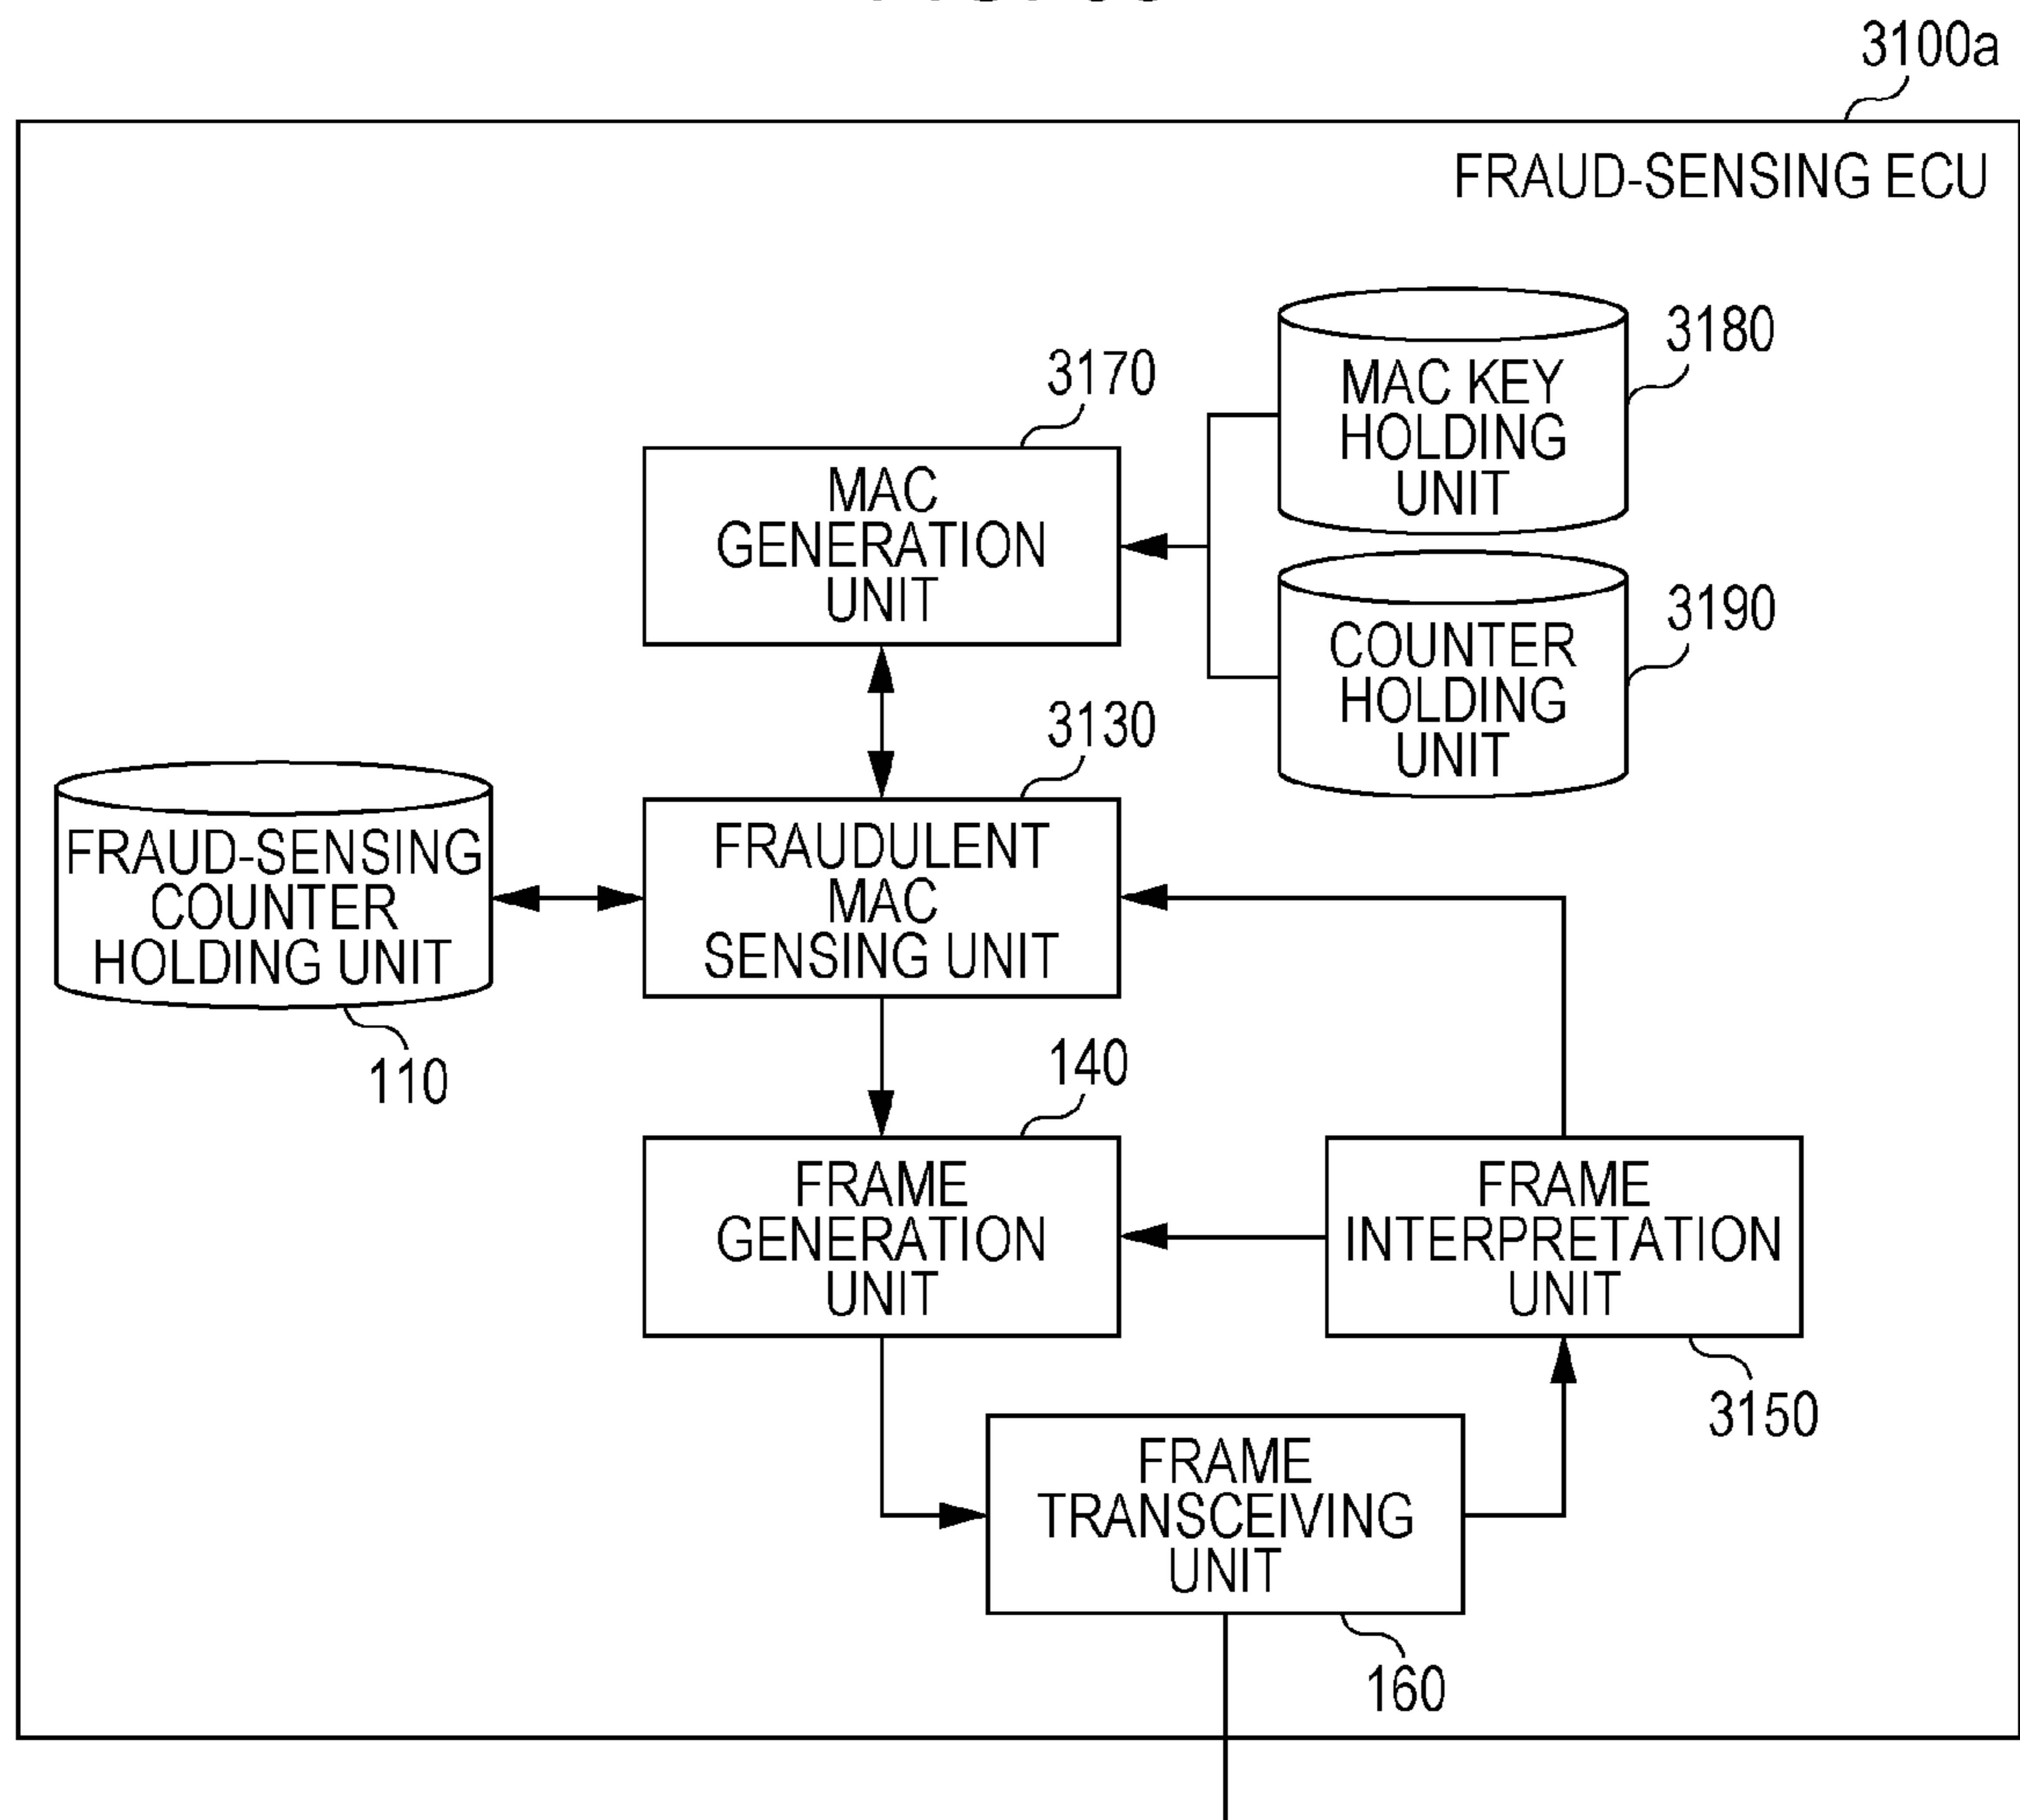 3100a
FRAUD-SENSING ECU
3180
MAC KEY
HOLDING
UNIT
3170
MAC
GENERATION
UNIT
3190
COUNTER
HOLDING
UNIT
3130
FRAUDULENT
MAC
SENSING UNIT
FRAUD-SENSING
COUNTER
HOLDING UNIT
110
140
FRAME
GENERATION
UNIT
FRAME
INTERPRETATION
UNIT
3150
FRAME
TRANSCEIVING
UNIT
160